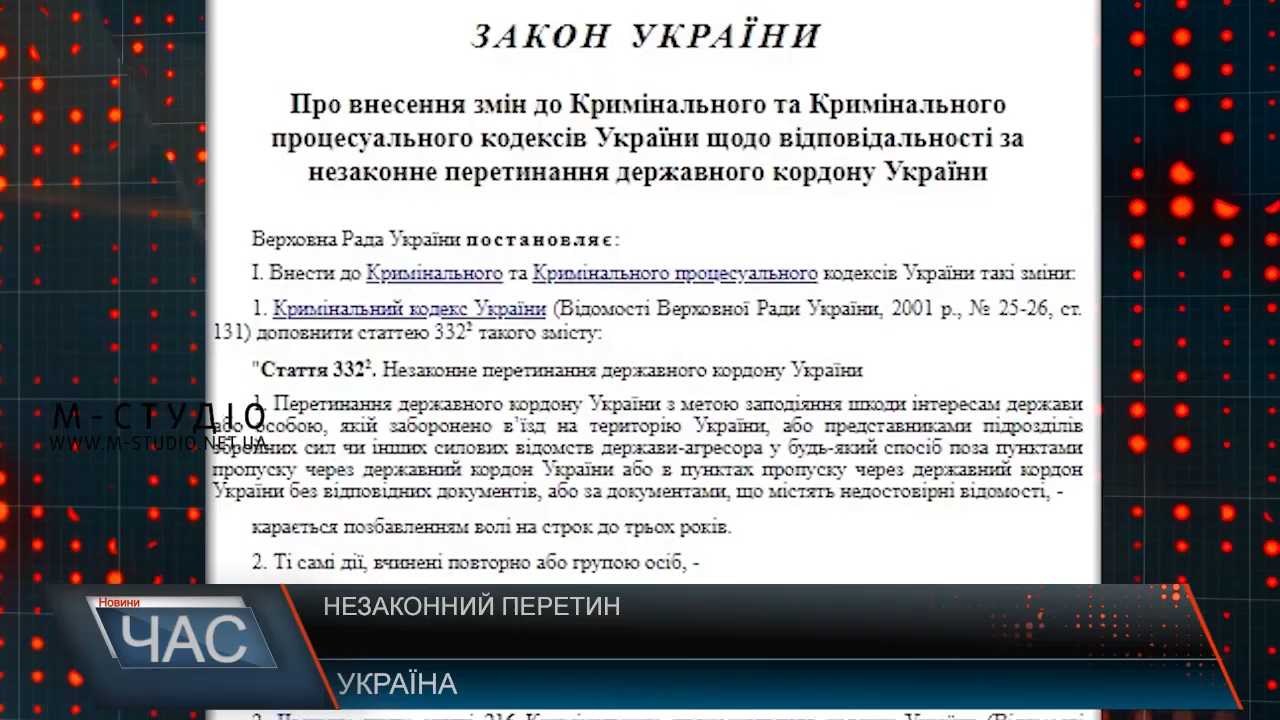 ЗАКОН УКРАЇНИ
Про внесення змін до Кримінального та Кримінального
процесуального кодексів України щодо відповідальності за
незаконне перетинання державного кордону України
Верховна Рада України постановляє:
I. Внести до Кримінального та Кримінального процесуального кодексів України такі зміни:
1. Кримінальний кодекс України (Відомості Верховної Ради України, 2001 р., № 25-26, ст.
131) доповнити статтею 332² такого змісту:
"Стаття 332². Незаконне перетинання державного кордону України
1. Перетинання державного кордону України з метою заподіяння шкоди інтересам держави
або особою, якій заборонено в'їзд на територію України, або представниками підрозділів
збройних сил чи інших силових відомств держави-агресора у будь-який спосіб поза пунктами
пропуску через державний кордон України або в пунктах пропуску через державний кордон
України без відповідних документів, або за документами, що містять недостовірні відомості, -
карається позбавленням волі на строк до трьох років.
2. Ті самі дії, вчинені повторно або групою осіб, -
М-СТУДІО
WWW.M-STUDIO.NET.UA
Новини
ЧАС
НЕЗАКОННИЙ ПЕРЕТИН
УКРАЇНА